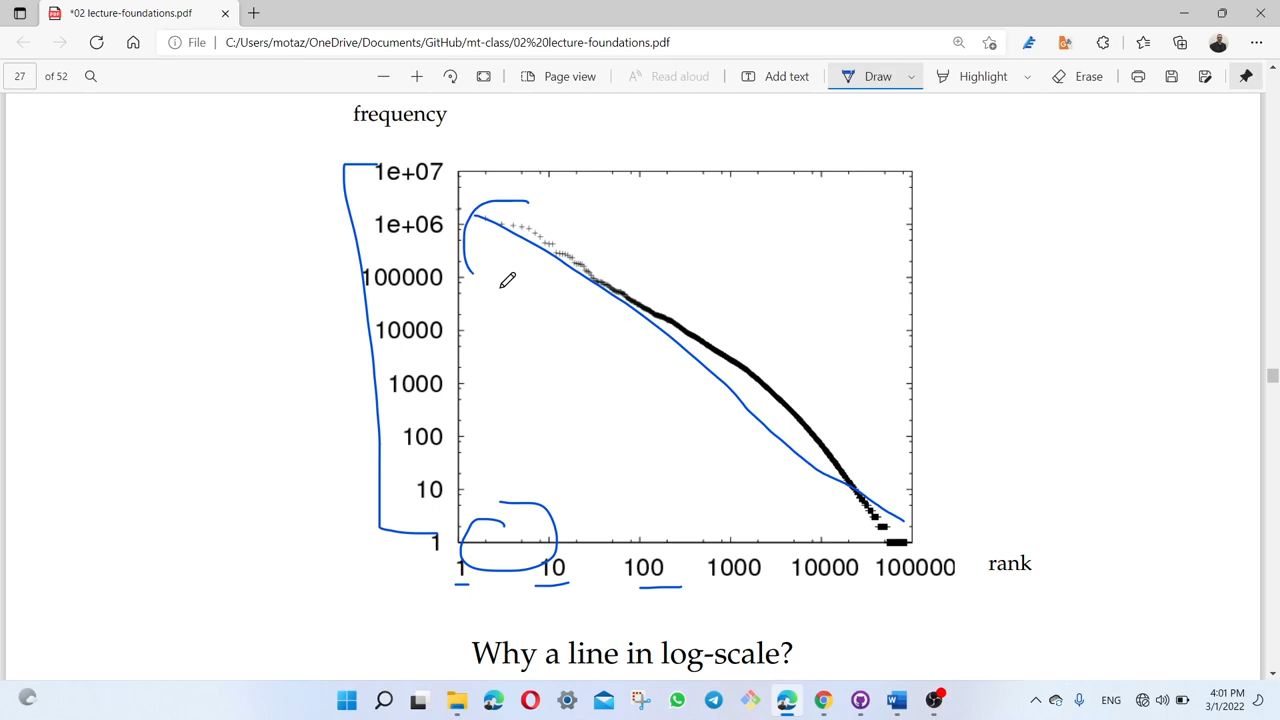 *02 lecture-foundations.pdf
File C:/Users/motaz/OneDrive/Documents/GitHub/mt-class/02%20lecture-foundations.pdf
27 of 52 Page view Read aloud Add text Draw Highlight Erase
frequency
1e+07
1e+06
100000
10000
1000
100
10
1
1 10 100 1000 10000 100000
rank
Why a line in log-scale?
ENG 4:01 PM
3/1/2022